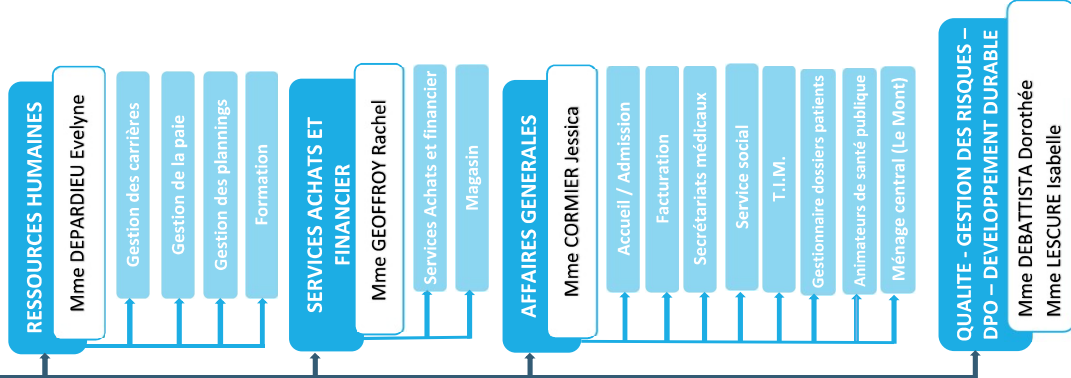 RESSOURCES HUMAINES
Mme DEPARDIEU Evelyne
Gestion des carrières
Gestion de la paie
Gestion des plannings
Formation
SERVICES ACHATS ET
FINANCIER
Mme GEOFFROY Rachel
Services Achats et financier
Magasin
AFFAIRES GENERALES
Mme CORMIER Jessica
Accueil / Admission
Facturation
Secrétariats médicaux
Service social
T.I.M.
Gestionnaire dossiers patients
Animateurs de santé publique
Ménage central (Le Mont)
QUALITE - GESTION DES RISQUES –
DPO – DEVELOPPEMENT DURABLE
Mme DEBATTISTA Dorothée
Mme LESCURE Isabelle